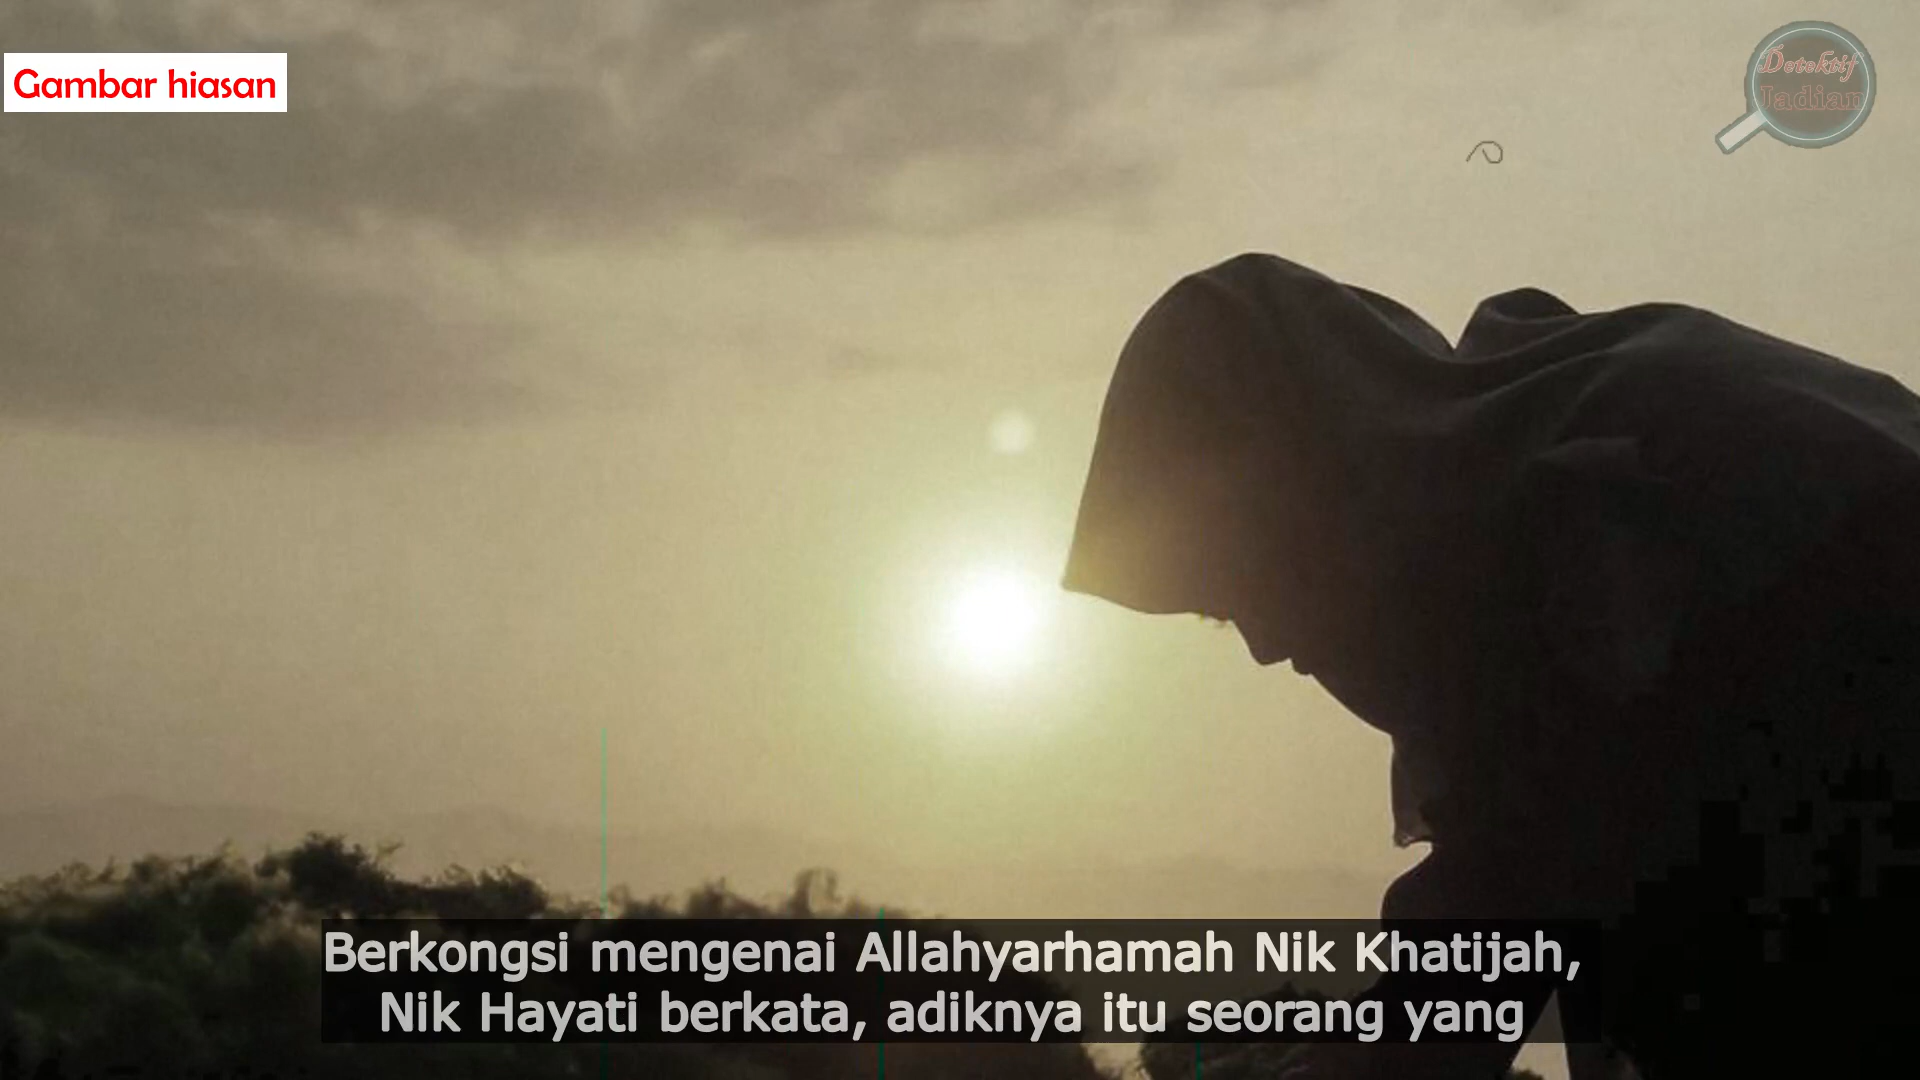 Gambar hiasan
Detektif
Jadian
Berkongsi mengenai Allahyarhamah Nik Khatijah,
Nik Hayati berkata, adiknya itu seorang yang